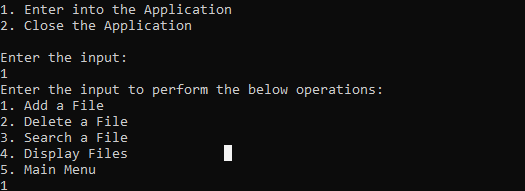 1. Enter into the Application
2. Close the Application
Enter the input:
1
Enter the input to perform the below operations:
1. Add a File
2. Delete a File
3. Search a File
4. Display Files
5. Main Menu
1